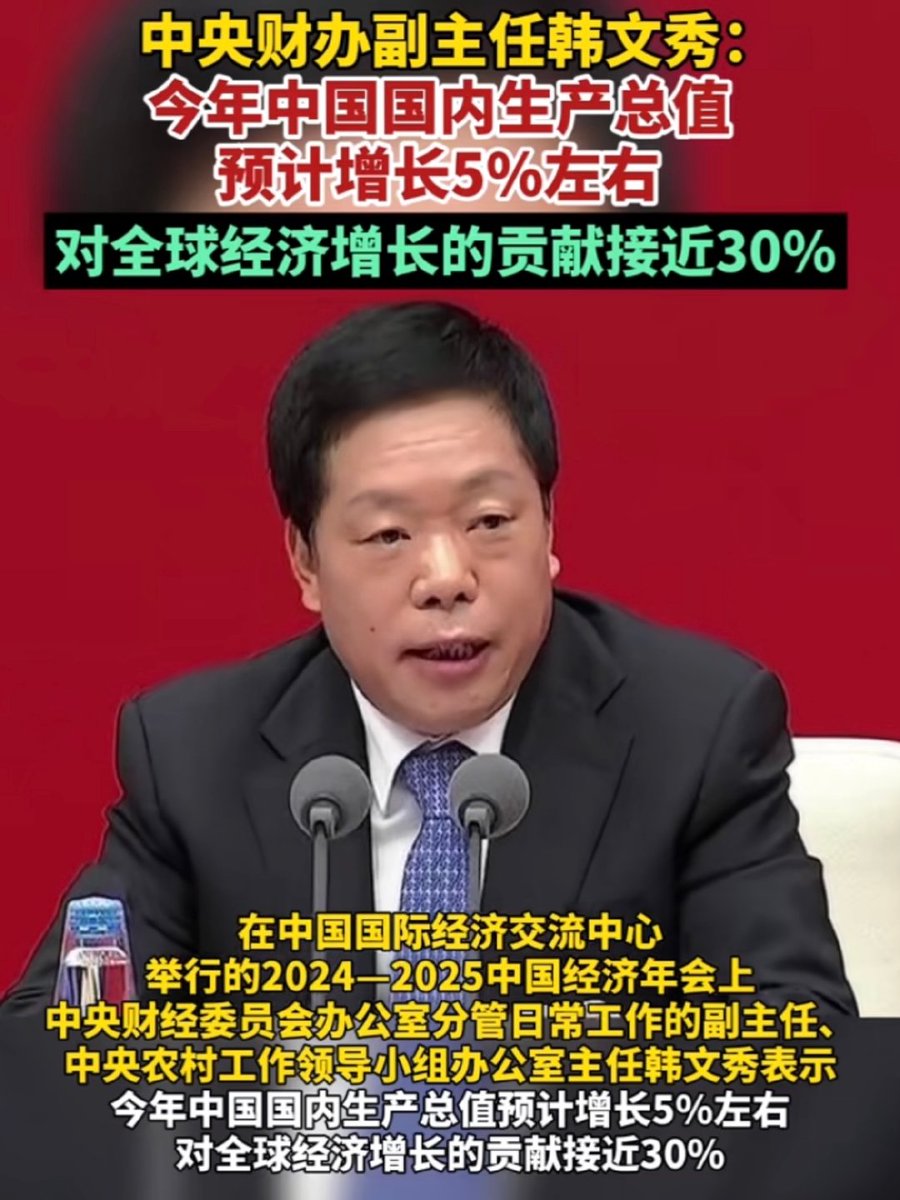 中央财办副主任韩文秀：
今年中国国内生产总值
预计增长5%左右
对全球经济增长的贡献接近30%
在中国国际经济交流中心
举行的2024—2025中国经济年会上
中央财经委员会办公室分管日常工作的副主任、
中央农村工作领导小组办公室主任韩文秀表示
今年中国国内生产总值预计增长5%左右
对全球经济增长的贡献接近30%